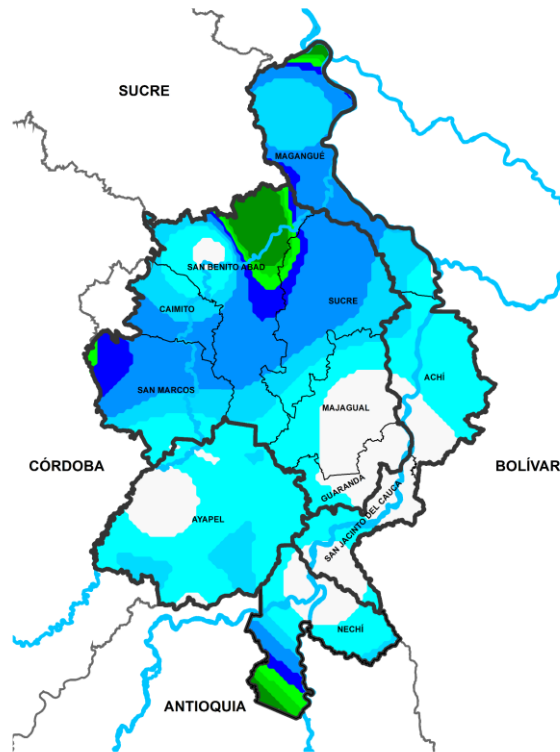 SUCRE
MAGANGUÉ
SAN BENITO ABAD
SUCRE
CAIMITO
ACHÍ
SAN MARCOS
MAJAGUAL
CÓRDOBA
BOLÍVAR
GUARANDA
SAN JACINTO DEL CAUCA
AYAPEL
NECHÍ
ANTIOQUIA